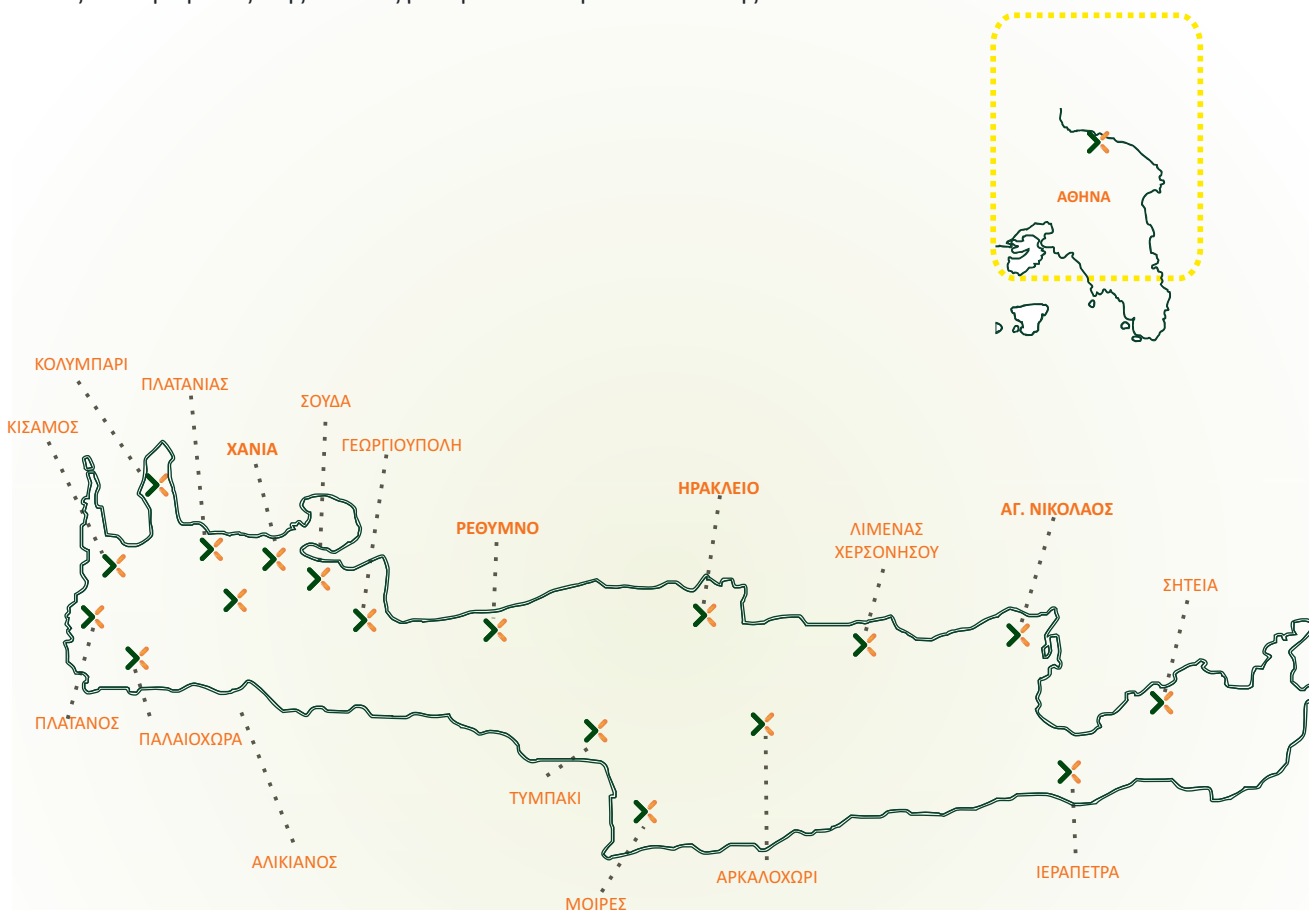 ΑΘΗΝΑ
ΚΟΛΥΜΠΑΡΙ
ΠΛΑΤΑΝΙΑΣ
ΣΟΥΔΑ
ΚΙΣΑΜΟΣ
ΧΑΝΙΑ
ΓΕΩΡΓΙΟΥΠΟΛΗ
ΗΡΑΚΛΕΙΟ
ΑΓ. ΝΙΚΟΛΑΟΣ
ΡΕΘΥΜΝΟ
ΛΙΜΕΝΑΣ
ΧΕΡΣΟΝΗΣΟΥ
ΣΗΤΕΙΑ
ΠΛΑΤΑΝΟΣ
ΠΑΛΑΙΟΧΩΡΑ
ΤΥΜΠΑΚΙ
ΑΛΙΚΙΑΝΟΣ
ΑΡΚΑΛΟΧΩΡΙ
ΙΕΡΑΠΕΤΡΑ
ΜΟΙΡΕΣ